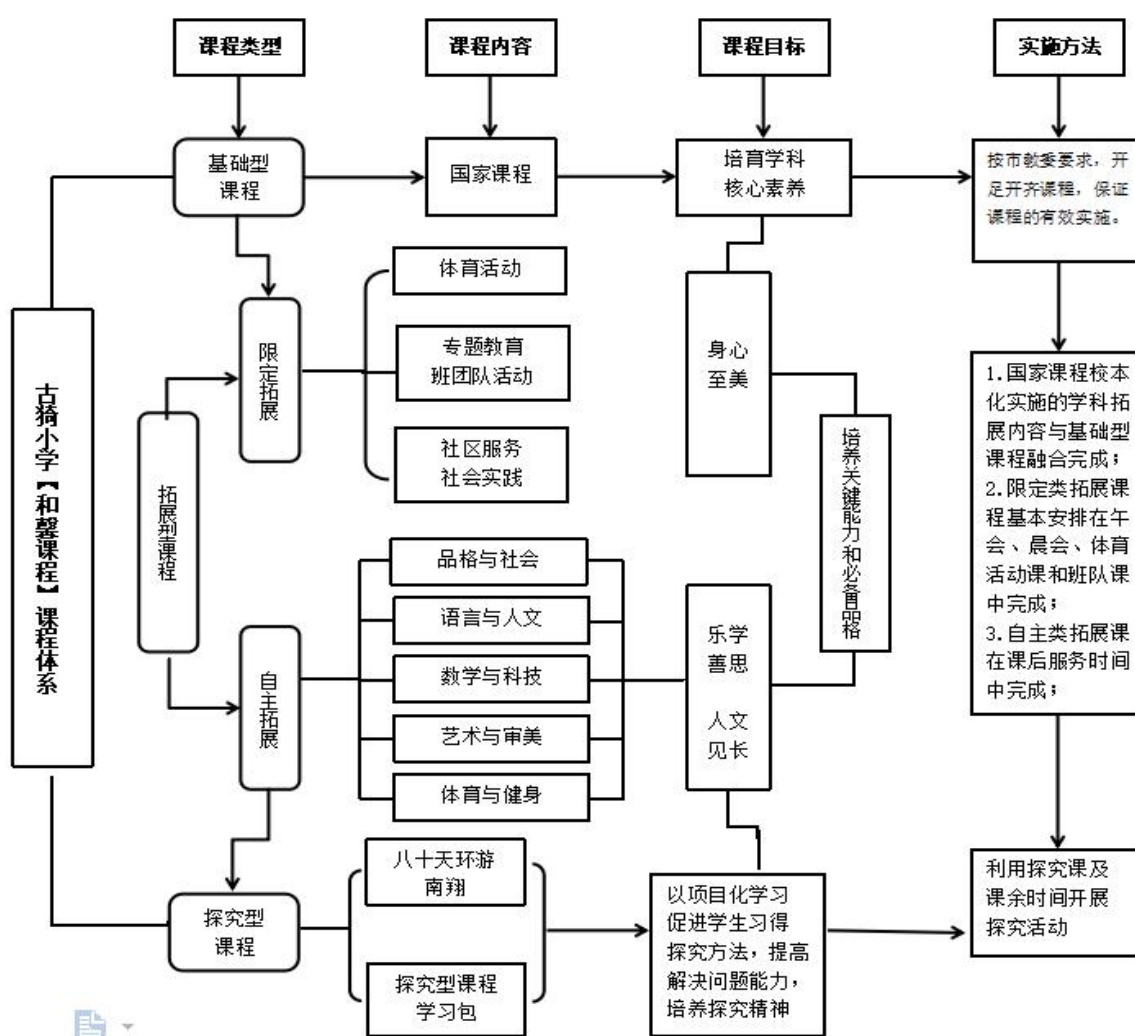 课程类型
课程内容
课程目标
实施方法
基础型
课程
国家课程
培育学科
核心素养
按市教委要求，开
足开齐课程，保证
课程的有效实施。
古猗小学【和馨课程】课程体系
拓展型课程
限定拓展
体育活动
专题教育
班团队活动
社区服务
社会实践
身心
至美
培养关键能力和必备品格
1.国家课程校本
化实施的学科拓
展内容与基础型
课程融合完成；
2.限定类拓展课
程基本安排在午
会、晨会、体育
活动课和班队课
中完成；
3.自主类拓展课
在课后服务时间
中完成；
自主拓展
品格与社会
语言与人文
数学与科技
艺术与审美
体育与健身
乐学
善思
人文
见长
探究型
课程
八十天环游
南翔
探究型课程
学习包
以项目化学习
促进学生习得
探究方法，提高
解决问题能力，
培养探究精神
利用探究课及
课余时间开展
探究活动